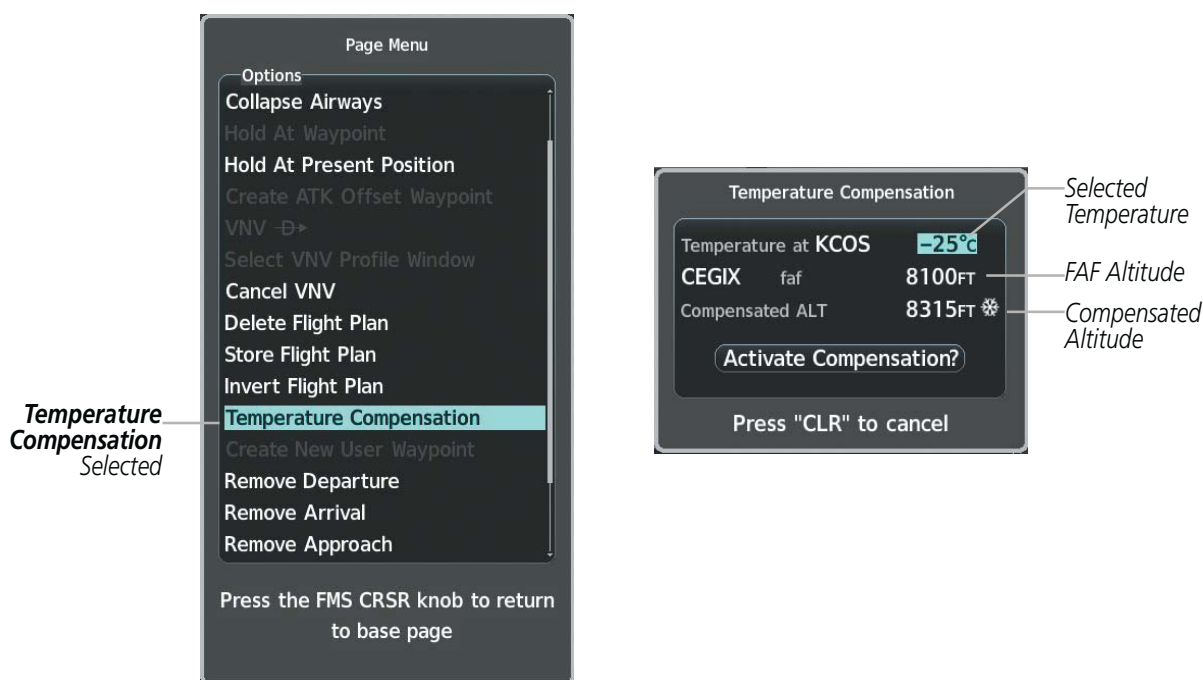 Page Menu
Options
Collapse Airways
Hold At Waypoint
Hold At Present Position
Create ATK Offset Waypoint
VNV D
Select VNV Profile Window
Cancel VNV
Delete Flight Plan
Store Flight Plan
Invert Flight Plan
Temperature Compensation
Create New User Waypoint
Remove Departure
Remove Arrival
Remove Approach
Press the FMS CRSR knob to return
to base page
Temperature
Compensation
Selected
Temperature Compensation
Temperature at KCOS −25°C
CEGIX faf 8100FT
Compensated ALT 8315FT
Activate Compensation?
Press "CLR" to cancel
Selected
Temperature
FAF Altitude
Compensated
Altitude